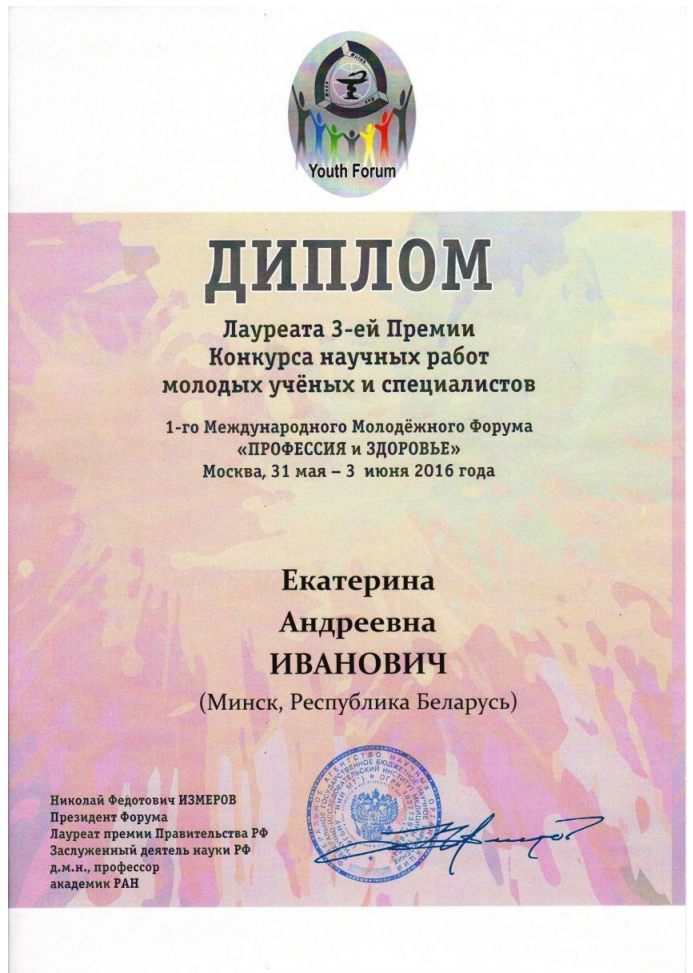 Youth Forum
ДИПЛОМ
Лауреата 3-ей Премии
Конкурса научных работ
молодых учёных и специалистов
1-го Международного Молодёжного Форума
«ПРОФЕССИЯ и ЗДОРОВЬЕ»
Москва, 31 мая – 3 июня 2016 года
Екатерина
Андреевна
ИВАНОВИЧ
(Минск, Республика Беларусь)
Николай Федотович ИЗМЕРОВ
Президент Форума
Лауреат премии Правительства РФ
Заслуженный деятель науки РФ
д.м.н., профессор
академик РАН